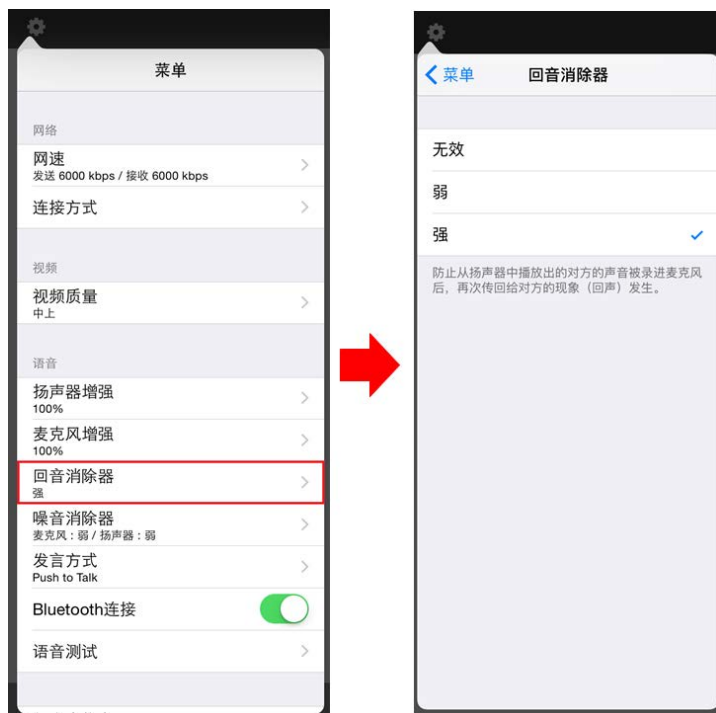 菜单
网络
网速
发送 6000 kbps / 接收 6000 kbps
连接方式
视频
视频质量
中上
语音
扬声器增强
100%
麦克风增强
100%
回音消除器
强
噪音消除器
麦克风：弱 / 扬声器：弱
发言方式
Push to Talk
Bluetooth连接
语音测试
菜单
回音消除器
无效
弱
强
防止从扬声器中播放出的对方的声音被录进麦克风
后，再次传回给对方的现象（回声）发生。